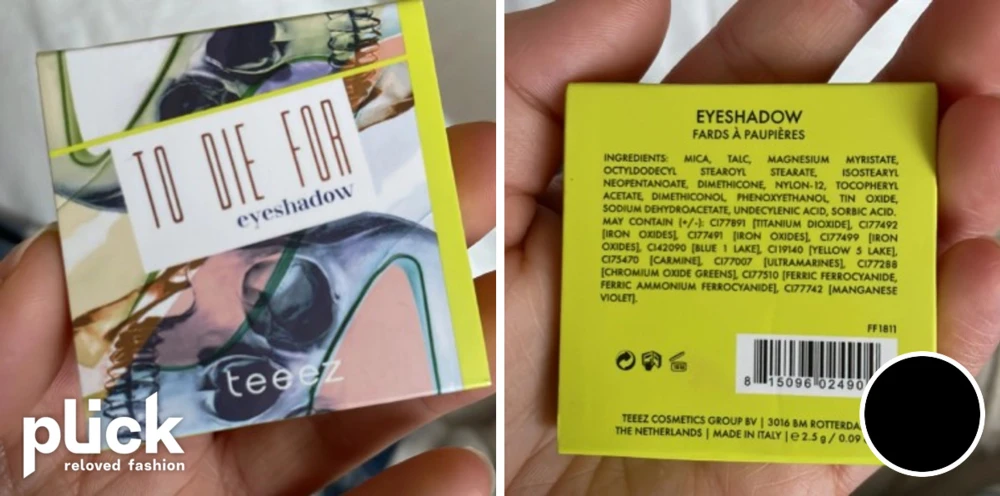 TO DIE FOR
eyeshadow
teeez
plick
reloved fashion
EYESHADOW
FARDS À PAUPIÈRES
INGREDIENTS: MICA, TALC, MAGNESIUM MYRISTATE,
OCTYLDODECYL STEAROYL STEARATE, ISOSTEARYL
NEOPENTANOATE, DIMETHICONE, NYLON-12, TOCOPHERYL
ACETATE, DIMETHICONOL, PHENOXYETHANOL, TIN OXIDE,
SODIUM DEHYDROACETATE, UNDECYLENIC ACID, SORBIC ACID.
MAY CONTAIN (+/-): CI77891 [TITANIUM DIOXIDE], CI77492
[IRON OXIDES], CI77491 [IRON OXIDES], CI77499 [IRON
OXIDES], CI42090 [BLUE 1 LAKE], CI19140 [YELLOW 5 LAKE],
CI75470 [CARMINE], CI77007 [ULTRAMARINES], CI77288
[CHROMIUM OXIDE GREENS], CI77510 [FERRIC FERROCYANIDE,
FERRIC AMMONIUM FERROCYANIDE], CI77742 [MANGANESE
VIOLET].
FF1811
8 15096 02490
TEEEZ COSMETICS GROUP BV | 3016 BM ROTTERDA
THE NETHERLANDS | MADE IN ITALY | e 2.5 g / 0.09